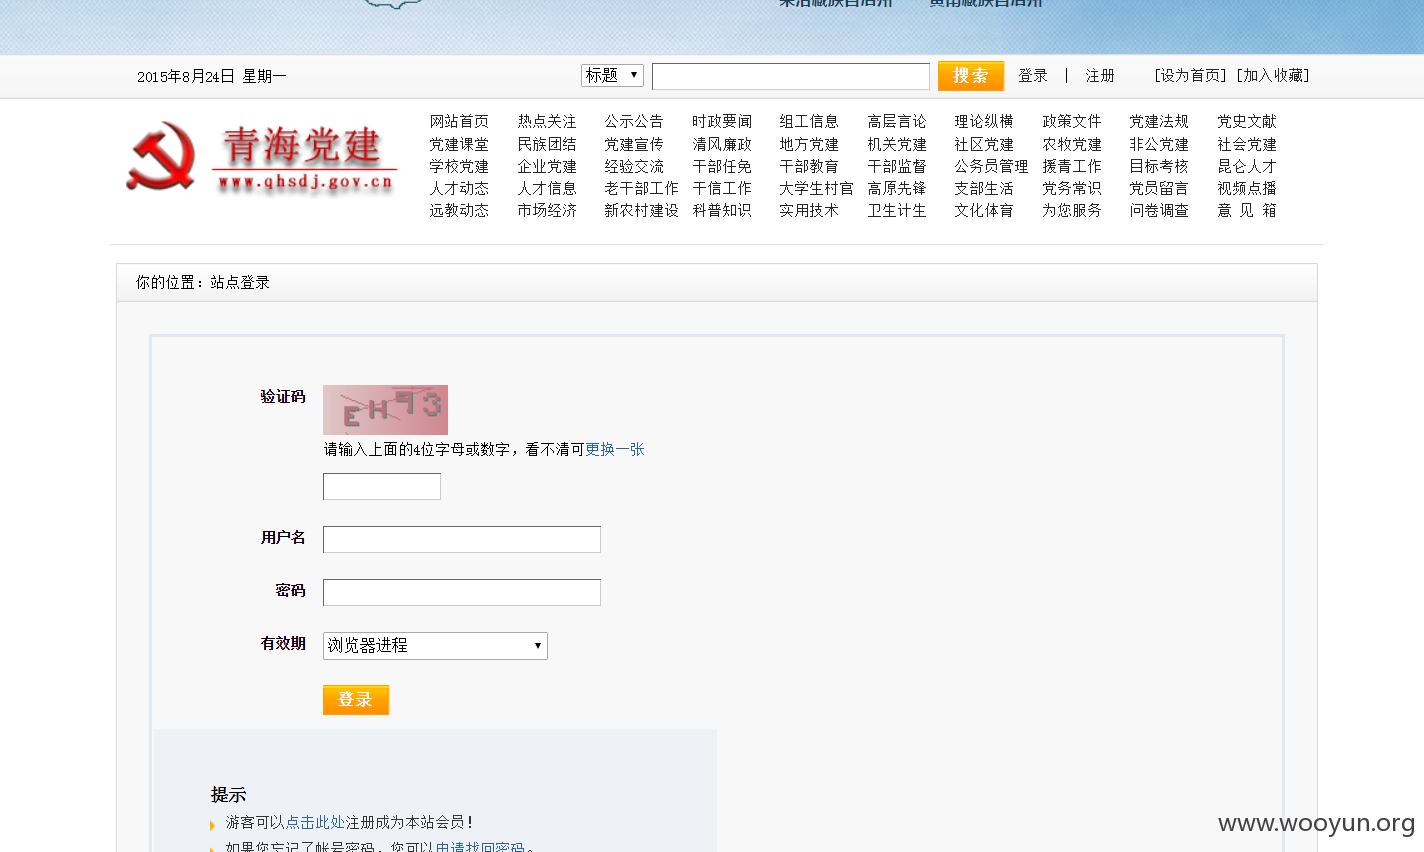 2015年8月24日 星期一
标题 搜索 登录 | 注册 [设为首页] [加入收藏]
青海党建
www.qhsdj.gov.cn
网站首页 热点关注 公示公告 时政要闻 组工信息 高层言论 理论纵横 政策文件 党建法规 党史文献
党建课堂 民族团结 党建宣传 清风廉政 地方党建 机关党建 社区党建 农牧党建 非公党建 社会党建
学校党建 企业党建 经验交流 干部任免 干部教育 干部监督 公务员管理 援青工作 目标考核 昆仑人才
人才动态 人才信息 老干部工作 干信工作 大学生村官 高原先锋 支部生活 党务常识 党员留言 视频点播
远教动态 市场经济 新农村建设 科普知识 实用技术 卫生计生 文化体育 为您服务 问卷调查 意 见 箱
你的位置：站点登录
验证码
EH93
请输入上面的4位字母或数字，看不清可更换一张
用户名
密码
有效期 浏览器进程
登录
提示
游客可以点击此处注册成为本站会员！
如果您忘记了帐号密码，您可以申请找回密码。
www.wooyun.org